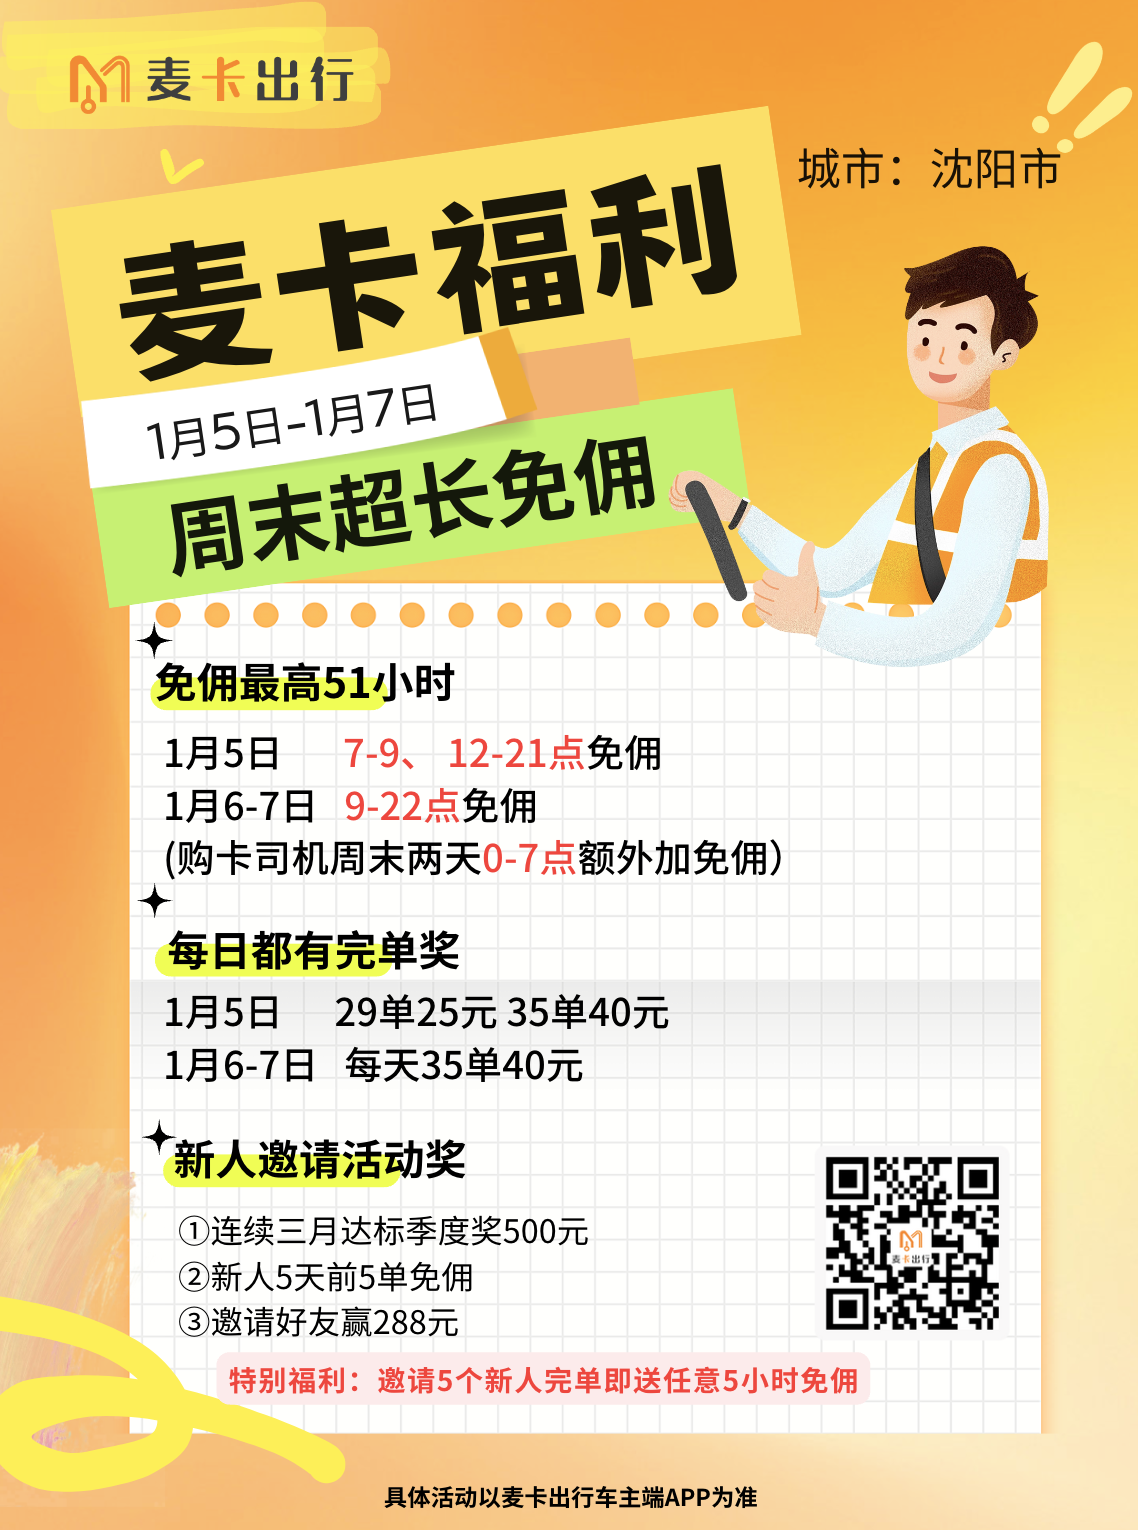 麦卡出行
城市：沈阳市
麦卡福利
1月5日-1月7日
周末超长免佣
免佣最高51小时
1月5日 7-9、 12-21点免佣
1月6-7日 9-22点免佣
(购卡司机周末两天0-7点额外加免佣）
每日都有完单奖
1月5日 29单25元 35单40元
1月6-7日 每天35单40元
新人邀请活动奖
①连续三月达标季度奖500元
②新人5天前5单免佣
③邀请好友赢288元
麦卡出行
特别福利：邀请5个新人完单即送任意5小时免佣
具体活动以麦卡出行车主端APP为准